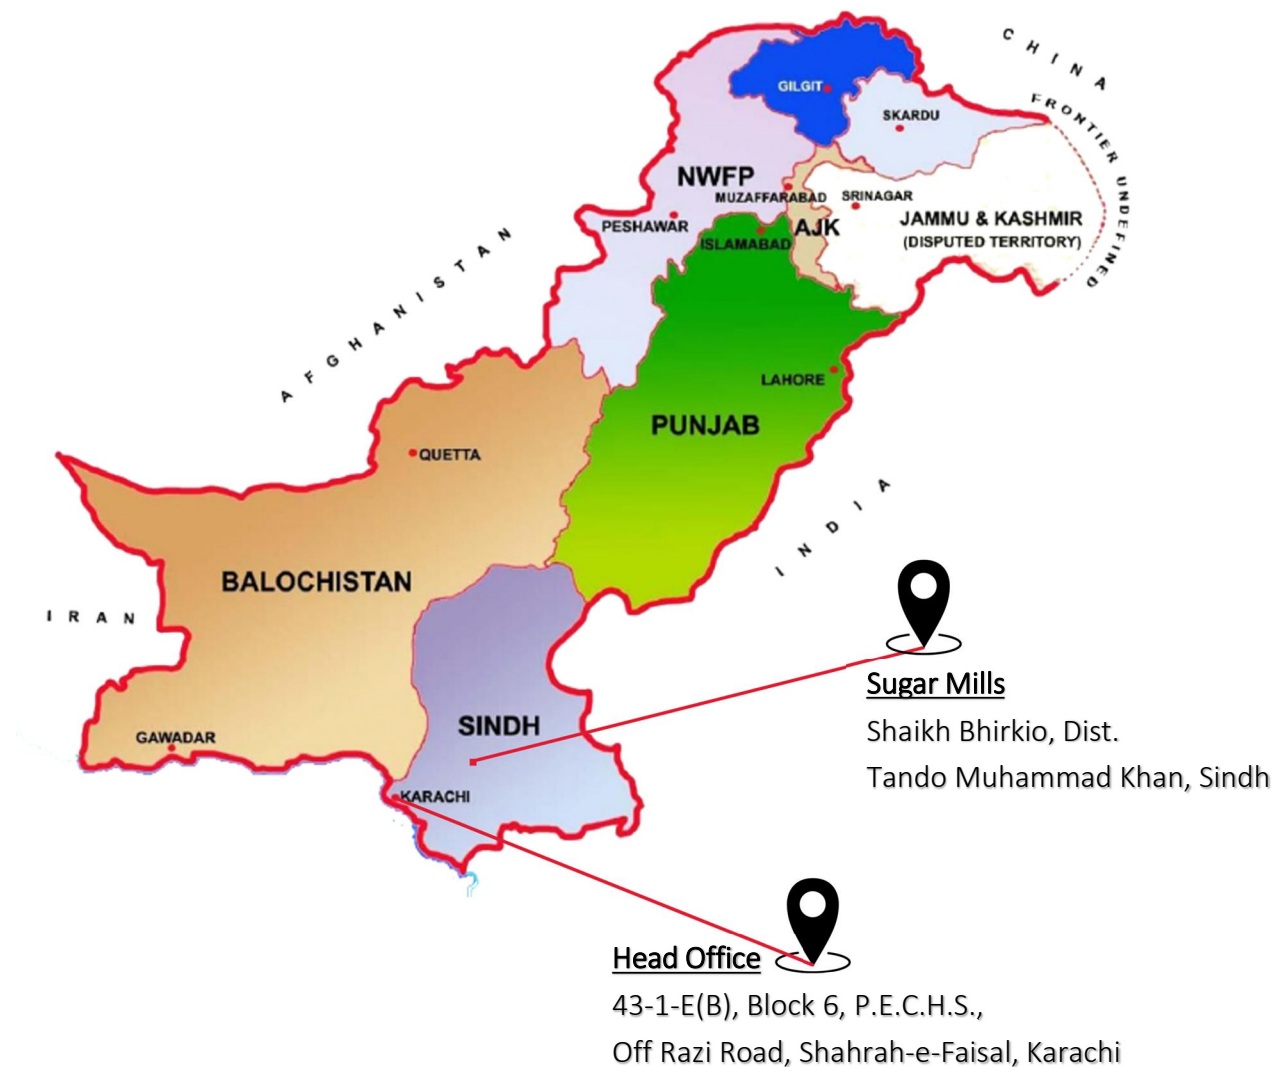 CHINA
FRONTIER UNDEFINED
GILGIT
SKARDU
NWFP
MUZAFFARABAD
SRINAGAR
PESHAWAR
AJK
JAMMU & KASHMIR
(DISPUTED TERRITORY)
ISLAMABAD
AFGHANISTAN
LAHORE
PUNJAB
QUETTA
INDIA
BALOCHISTAN
IRAN
SINDH
GAWADAR
KARACHI
Sugar Mills
Shaikh Bhirkio, Dist.
Tando Muhammad Khan, Sindh
Head Office
43-1-E(B), Block 6, P.E.C.H.S.,
Off Razi Road, Shahrah-e-Faisal, Karachi